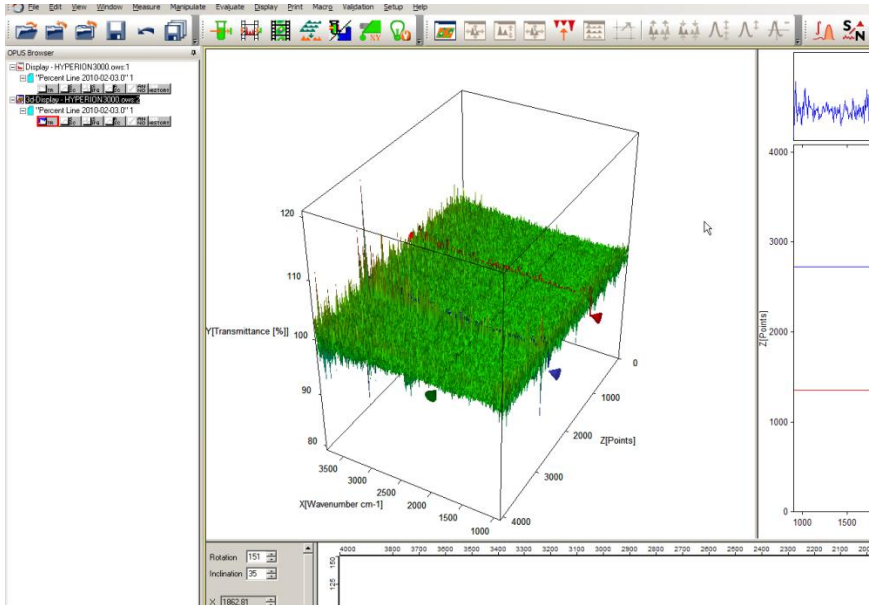 File Edit View Window Measure Manipulate Evaluate Display Print Macro Validation Setup Help
OPUS Browser
Display - HYPERION3000.ows:1
"Percent Line 2010-02-03.0" 1
HISTORY
3d-Display - HYPERION3000.ows:2
"Percent Line 2010-02-03.0" 1
TR
HISTORY
XY
S/N
120
110
Y[Transmittance [%]]
100
90
80
3500
3000
2500
2000
1500
1000
X[Wavenumber cm-1]
0
1000
2000
3000
4000
Z[Points]
4000
3000
Z[Points]
2000
1000
0
1000 1500
Rotation 151
Inclination 35
X 1862.81
4000 3800 3700 3600 3500 3400 3300 3200 3100 3000 2900 2800 2700 2600 2500 2400 2300 2200 2100
150
125